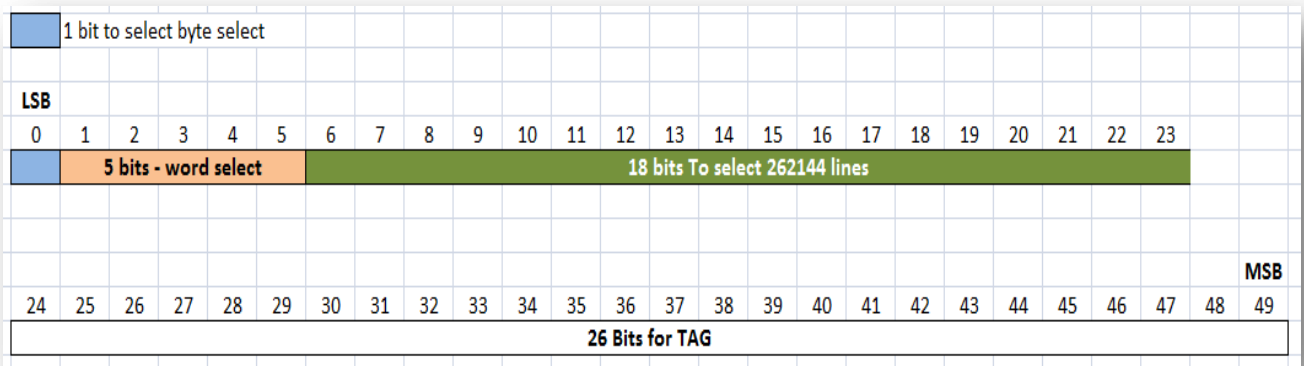 1 bit to select byte select
LSB
0 1 2 3 4 5 6 7 8 9 10 11 12 13 14 15 16 17 18 19 20 21 22 23
5 bits - word select 18 bits To select 262144 lines
MSB
24 25 26 27 28 29 30 31 32 33 34 35 36 37 38 39 40 41 42 43 44 45 46 47 48 49
26 Bits for TAG